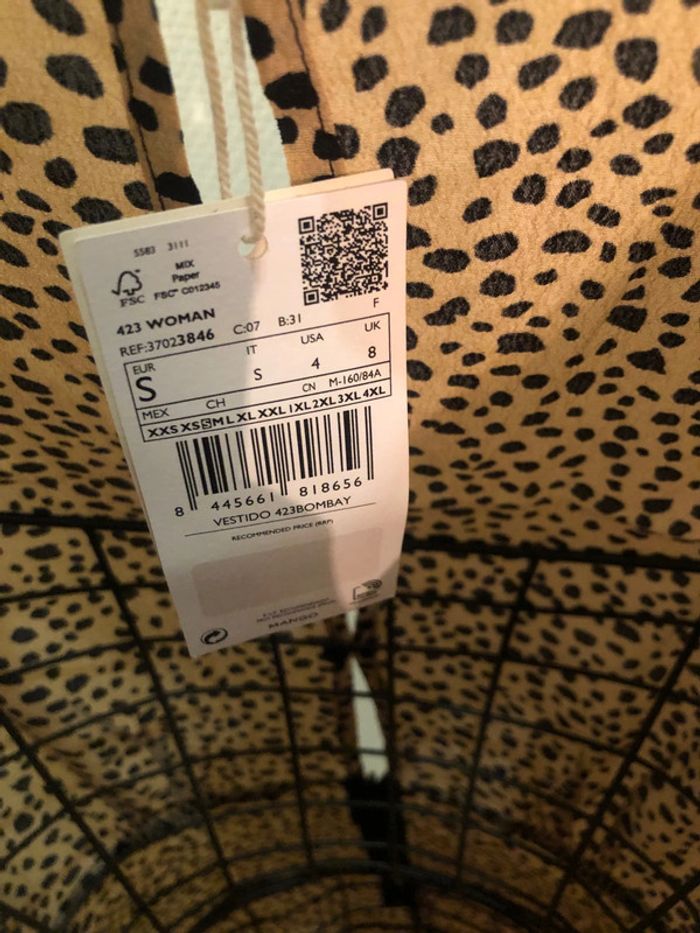 5583 3111
MIX
Paper
FSC FSC™ C012345
423 WOMAN
REF:37023846 C:07 B:31 F
EUR IT USA UK
S S 4 8
MEX CH CN M-160/84A
XXS XS S M L XL XXL 1XL 2XL 3XL 4XL
8 445661 818656
VESTIDO 423BOMBAY
RECOMMENDED PRICE (RRP)
MANGO